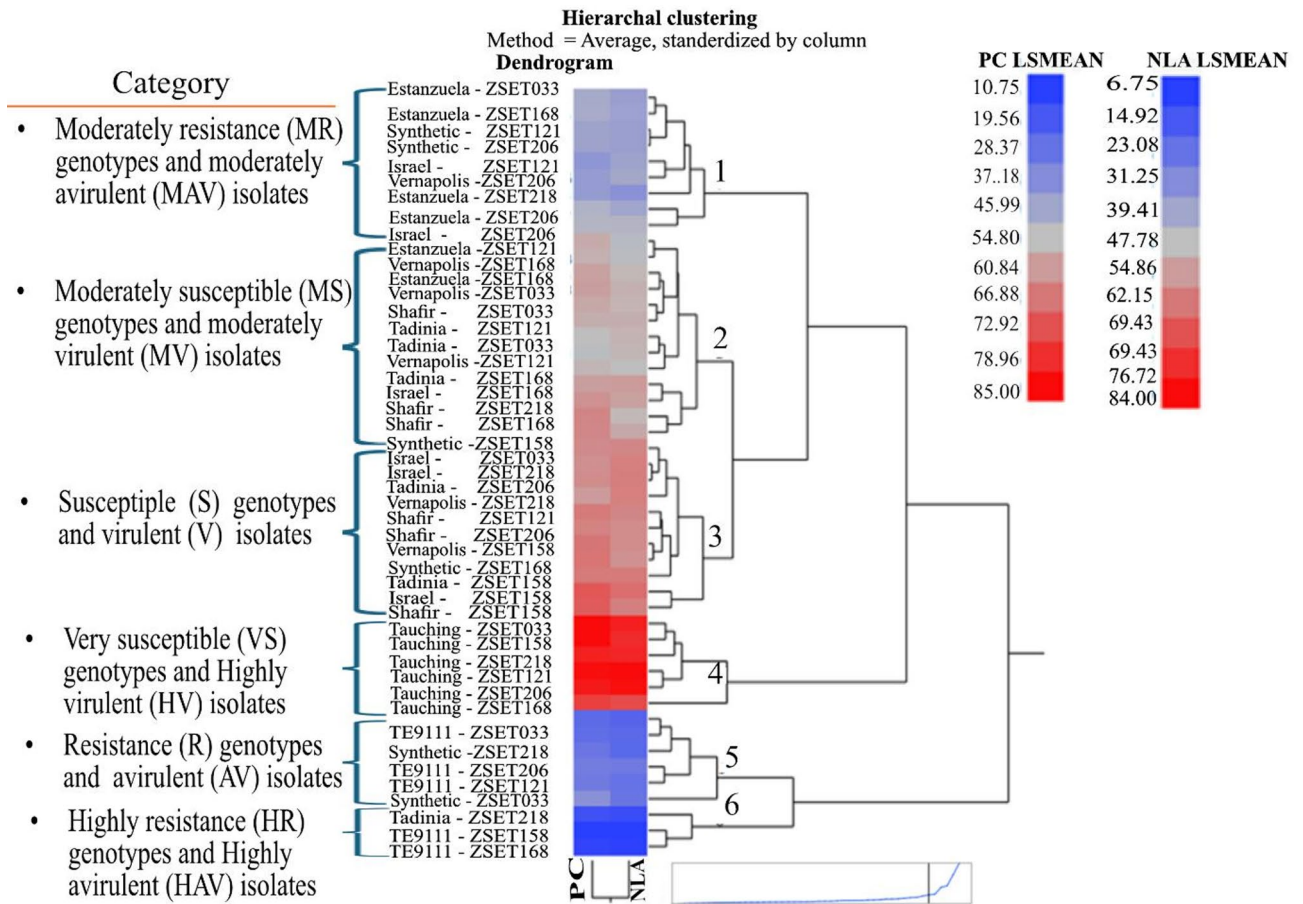 Hierarchal clustering
Method = Average, standerdized by column
Dendrogram
Category
• Moderately resistance (MR)
genotypes and moderately
avirulent (MAV) isolates
• Moderately susceptible (MS)
genotypes and moderately
virulent (MV) isolates
• Susceptiple (S) genotypes
and virulent (V) isolates
• Very susceptible (VS)
genotypes and Highly
virulent (HV) isolates
• Resistance (R) genotypes
and avirulent (AV) isolates
• Highly resistance (HR)
genotypes and Highly
avirulent (HAV) isolates
Estanzuela - ZSET033
Estanzuela - ZSET168
Synthetic - ZSET121
Synthetic - ZSET206
Israel - ZSET121
Vernapolis - ZSET206
Estanzuela - ZSET218
Estanzuela - ZSET206
Israel - ZSET206
Estanzuela - ZSET121
Vernapolis - ZSET168
Estanzuela - ZSET168
Vernapolis - ZSET033
Shafir - ZSET033
Tadinia - ZSET121
Tadinia - ZSET033
Vernapolis - ZSET121
Tadinia - ZSET168
Israel - ZSET168
Shafir - ZSET218
Shafir - ZSET168
Synthetic -ZSET158
Israel - ZSET033
Israel - ZSET218
Tadinia - ZSET206
Vernapolis - ZSET218
Shafir - ZSET121
Shafir - ZSET206
Vernapolis - ZSET158
Synthetic - ZSET168
Tadinia - ZSET158
Israel - ZSET158
Shafir - ZSET158
Tauching - ZSET033
Tauching - ZSET158
Tauching - ZSET218
Tauching - ZSET121
Tauching - ZSET206
Tauching - ZSET168
TE9111 - ZSET033
Synthetic -ZSET218
TE9111 - ZSET206
TE9111 - ZSET121
Synthetic - ZSET033
Tadinia - ZSET218
TE9111 - ZSET158
TE9111 - ZSET168
1
2
3
4
5
6
PC
NLA
PC LSMEAN
10.75
19.56
28.37
37.18
45.99
54.80
60.84
66.88
72.92
78.96
85.00
NLA LSMEAN
6.75
14.92
23.08
31.25
39.41
47.78
54.86
62.15
69.43
69.43
76.72
84.00